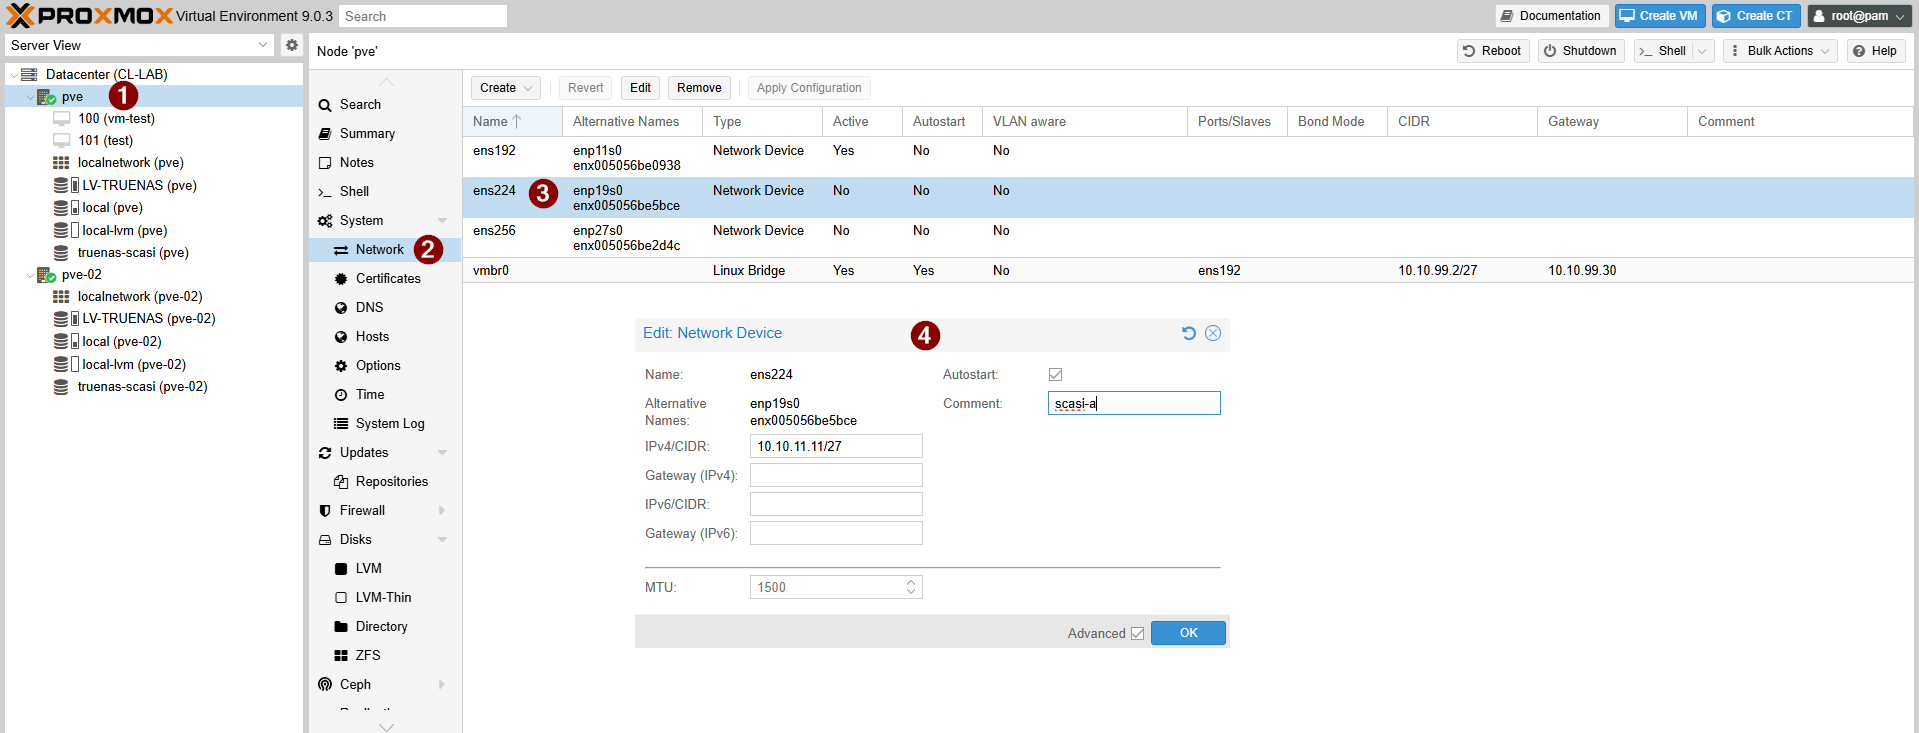 PROXMOX Virtual Environment 9.0.3 Search Documentation Create VM Create CT root@pam
Server View
Node 'pve' Reboot Shutdown >_ Shell Bulk Actions Help
Datacenter (CL-LAB)
pve 1
100 (vm-test)
101 (test)
localnetwork (pve)
LV-TRUENAS (pve)
local (pve)
local-lvm (pve)
truenas-scasi (pve)
pve-02
localnetwork (pve-02)
LV-TRUENAS (pve-02)
local (pve-02)
local-lvm (pve-02)
truenas-scasi (pve-02)
Search
Summary
Notes
>_ Shell
System
Network 2
Certificates
DNS
Hosts
Options
Time
System Log
Updates
Repositories
Firewall
Disks
LVM
LVM-Thin
Directory
ZFS
Ceph
Create Revert Edit Remove Apply Configuration
Name Alternative Names Type Active Autostart VLAN aware Ports/Slaves Bond Mode CIDR Gateway Comment
ens192 enp11s0 Network Device Yes No No
enx005056be0938
ens224 3 enp19s0 Network Device No No No
enx005056be5bce
ens256 enp27s0 Network Device No No No
enx005056be2d4c
vmbr0 Linux Bridge Yes Yes No ens192 10.10.99.2/27 10.10.99.30
Edit: Network Device 4
Name: ens224 Autostart:
Alternative enp19s0 Comment: scasi-a
Names: enx005056be5bce
IPv4/CIDR: 10.10.11.11/27
Gateway (IPv4):
IPv6/CIDR:
Gateway (IPv6):
MTU: 1500
Advanced OK